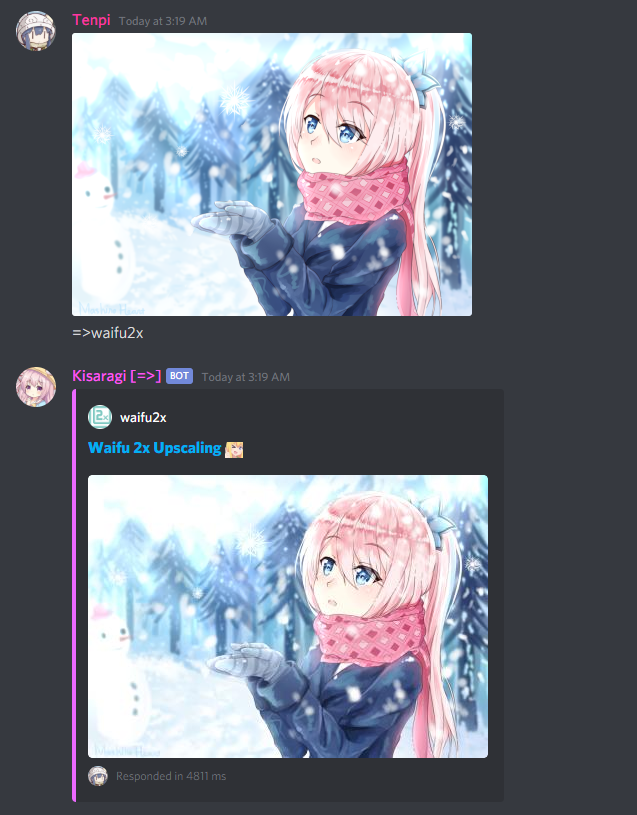 Tenpi Today at 3:19 AM
=>waifu2x
Kisaragi [=>] BOT Today at 3:19 AM
2x waifu2x
Waifu 2x Upscaling
Responded in 4811 ms